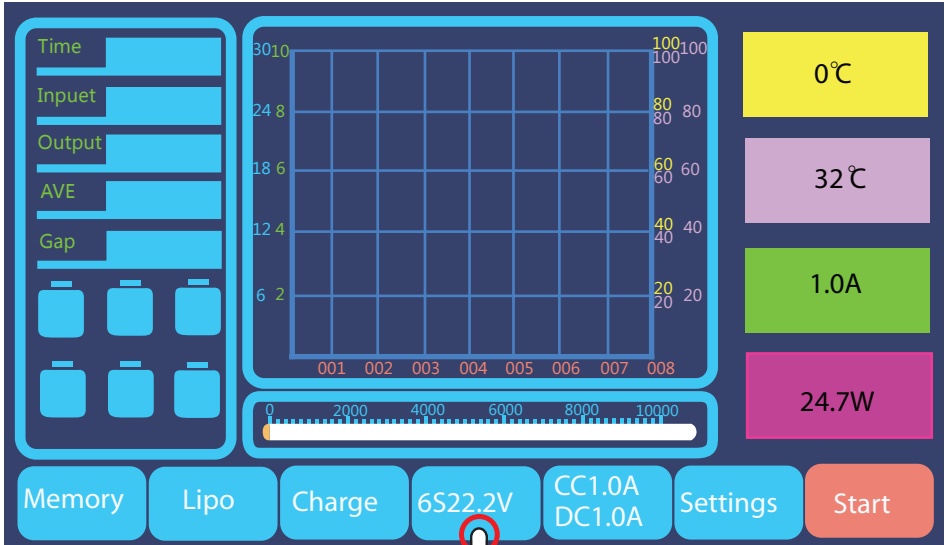 Time
Inpuet
Output
AVE
Gap
30 10 100 100 100
24 8 80 80 80
18 6 60 60 60
12 4 40 40 40
6 2 20 20 20
001 002 003 004 005 006 007 008
0 2000 4000 6000 8000 10000
0℃
32℃
1.0A
24.7W
Memory
Lipo
Charge
6S22.2V
CC1.0A
DC1.0A
Settings
Start